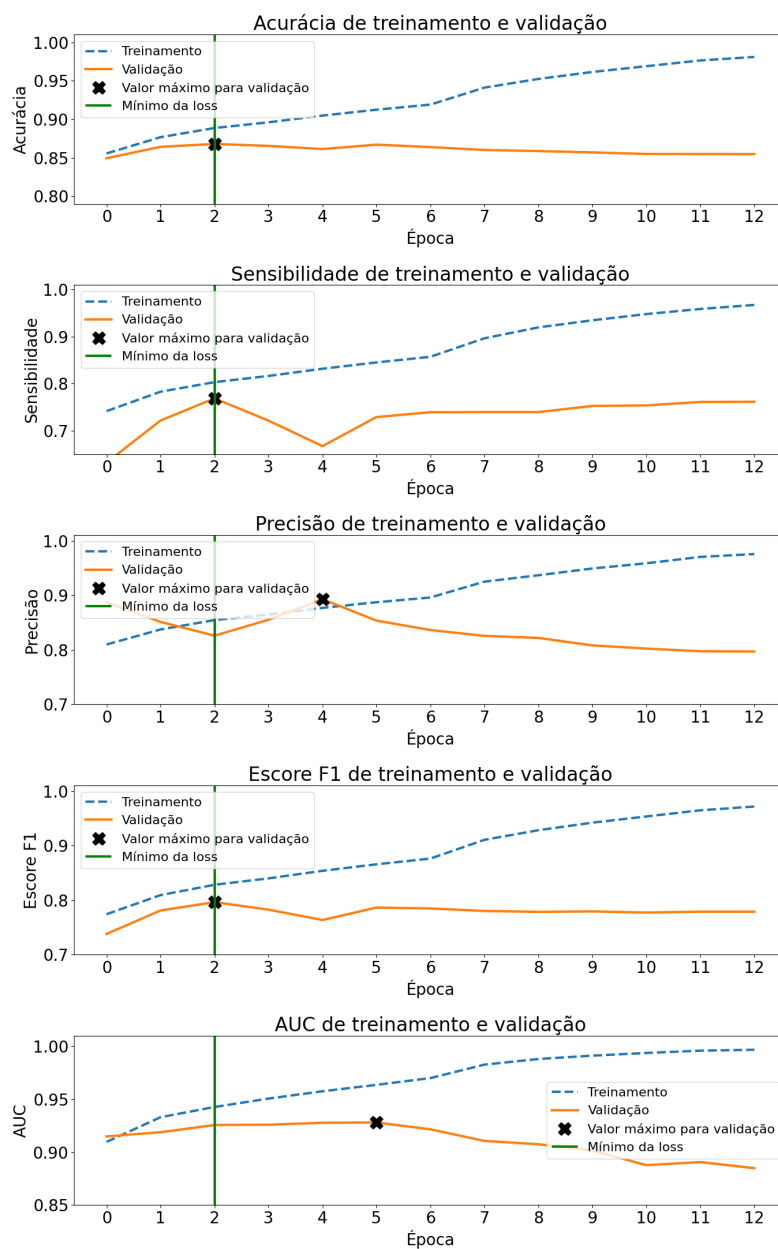 Acurácia de treinamento e validação
1.00
0.95
0.90
0.85
0.80
Acurácia
Treinamento
Validação
Valor máximo para validação
Mínimo da loss
0 1 2 3 4 5 6 7 8 9 10 11 12
Época
Sensibilidade de treinamento e validação
1.0
0.9
0.8
0.7
Sensibilidade
Treinamento
Validação
Valor máximo para validação
Mínimo da loss
0 1 2 3 4 5 6 7 8 9 10 11 12
Época
Precisão de treinamento e validação
1.0
0.9
0.8
0.7
Precisão
Treinamento
Validação
Valor máximo para validação
Mínimo da loss
0 1 2 3 4 5 6 7 8 9 10 11 12
Época
Escore F1 de treinamento e validação
1.0
0.9
0.8
0.7
Escore F1
Treinamento
Validação
Valor máximo para validação
Mínimo da loss
0 1 2 3 4 5 6 7 8 9 10 11 12
Época
AUC de treinamento e validação
1.00
0.95
0.90
0.85
AUC
Treinamento
Validação
Valor máximo para validação
Mínimo da loss
0 1 2 3 4 5 6 7 8 9 10 11 12
Época